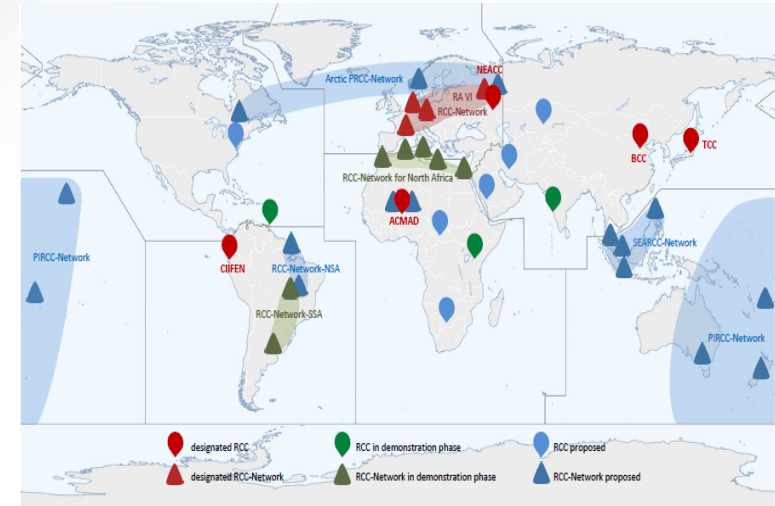 Arctic PRCC-Network
NEACC
RA VI
RCC-Network
BCC
TCC
RCC-Network for North Africa
ACMAD
PIRCC-Network
CIIFEN
RCC-Network-NSA
SEARCC-Network
RCC-Network-SSA
PIRCC-Network
designated RCC
RCC in demonstration phase
RCC proposed
designated RCC-Network
RCC-Network in demonstration phase
RCC-Network proposed